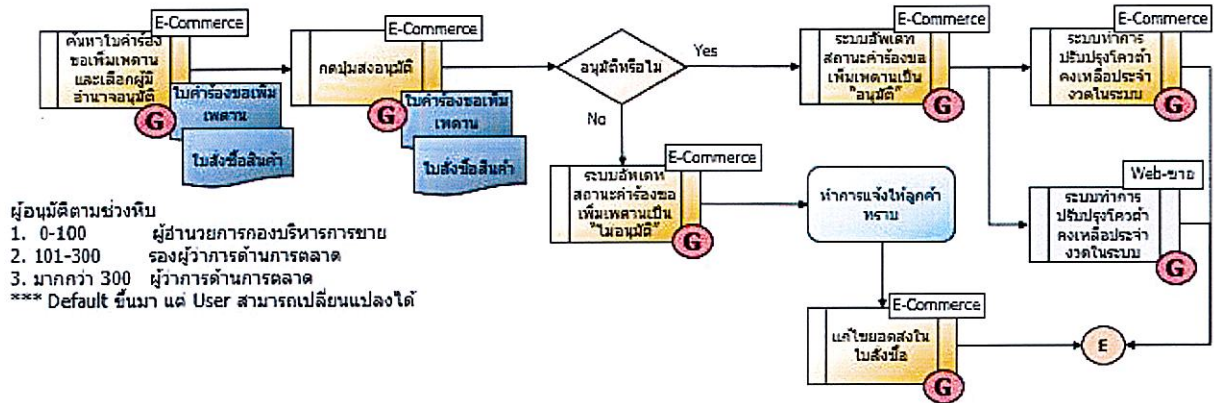 E-Commerce
ค้นหาใบคำร้อง
ขอเพิ่มเพดาน
และเลือกผู้มี
อำนาจอนุมัติ
G
ใบคำร้องขอเพิ่ม
เพดาน
ใบสั่งซื้อสินค้า
E-Commerce
กดปุ่มส่งอนุมัติ
G
ใบคำร้องขอเพิ่ม
เพดาน
ใบสั่งซื้อสินค้า
อนุมัติหรือไม่
Yes
No
E-Commerce
ระบบอัพเดท
สถานะคำร้องขอ
เพิ่มเพดานเป็น
"อนุมัติ"
G
E-Commerce
ระบบทำการ
ปรับปรุงโควต้า
คงเหลือประจำ
งวดในระบบ
G
E-Commerce
ระบบอัพเดท
สถานะคำร้องขอ
เพิ่มเพดานเป็น
"ไม่อนุมัติ"
G
ทำการแจ้งให้ลูกค้า
ทราบ
Web-ขาย
ระบบทำการ
ปรับปรุงโควต้า
คงเหลือประจำ
งวดในระบบ
G
ผู้อนุมัติตามช่วงหีบ
1. 0-100 ผู้อำนวยการกองบริหารการขาย
2. 101-300 รองผู้ว่าการด้านการตลาด
3. มากกว่า 300 ผู้ว่าการด้านการตลาด
*** Default ขึ้นมา แต่ User สามารถเปลี่ยนแปลงได้
E-Commerce
แก้ไขยอดส่งใน
ใบสั่งซื้อ
G
E